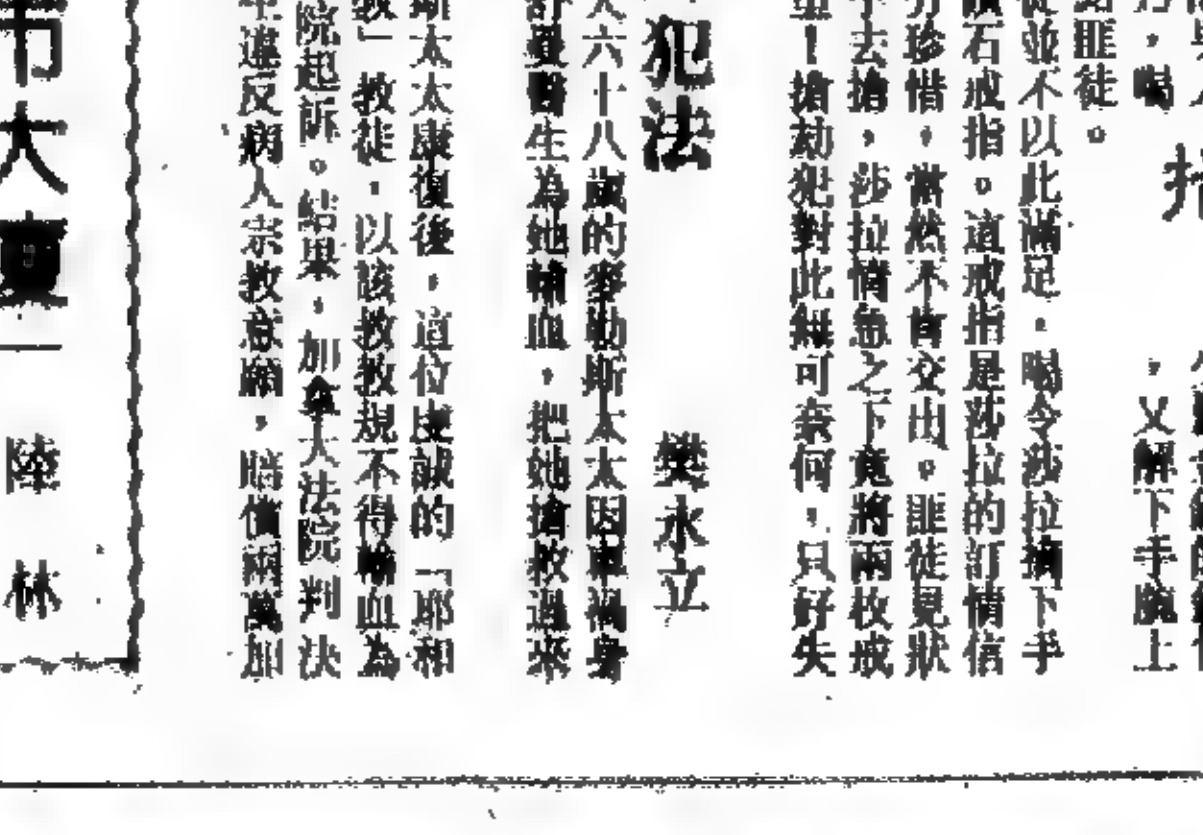 ，喝
，又解下手腕上
匪徒。
並不以此滿足，喝令莎拉摘下手
石戒指。這戒指是莎拉的訂情信
珍惜，當然不肯交出。匪徒見狀
去搶，莎拉情急之下竟將兩枚戒
！搶劫犯對此無可奈何，只好失
犯法
樊永立
六十八歲的麥勒斯太太因車禍身
醫生為她輸血，把她搶救過來
斯太太康復後，這位虔誠的「耶和
教」教徒，以該教教規不得輸血為
院起訴。結果，加拿大法院判決
違反病人宗教意願，賠償兩萬加
大廈一
陸
林